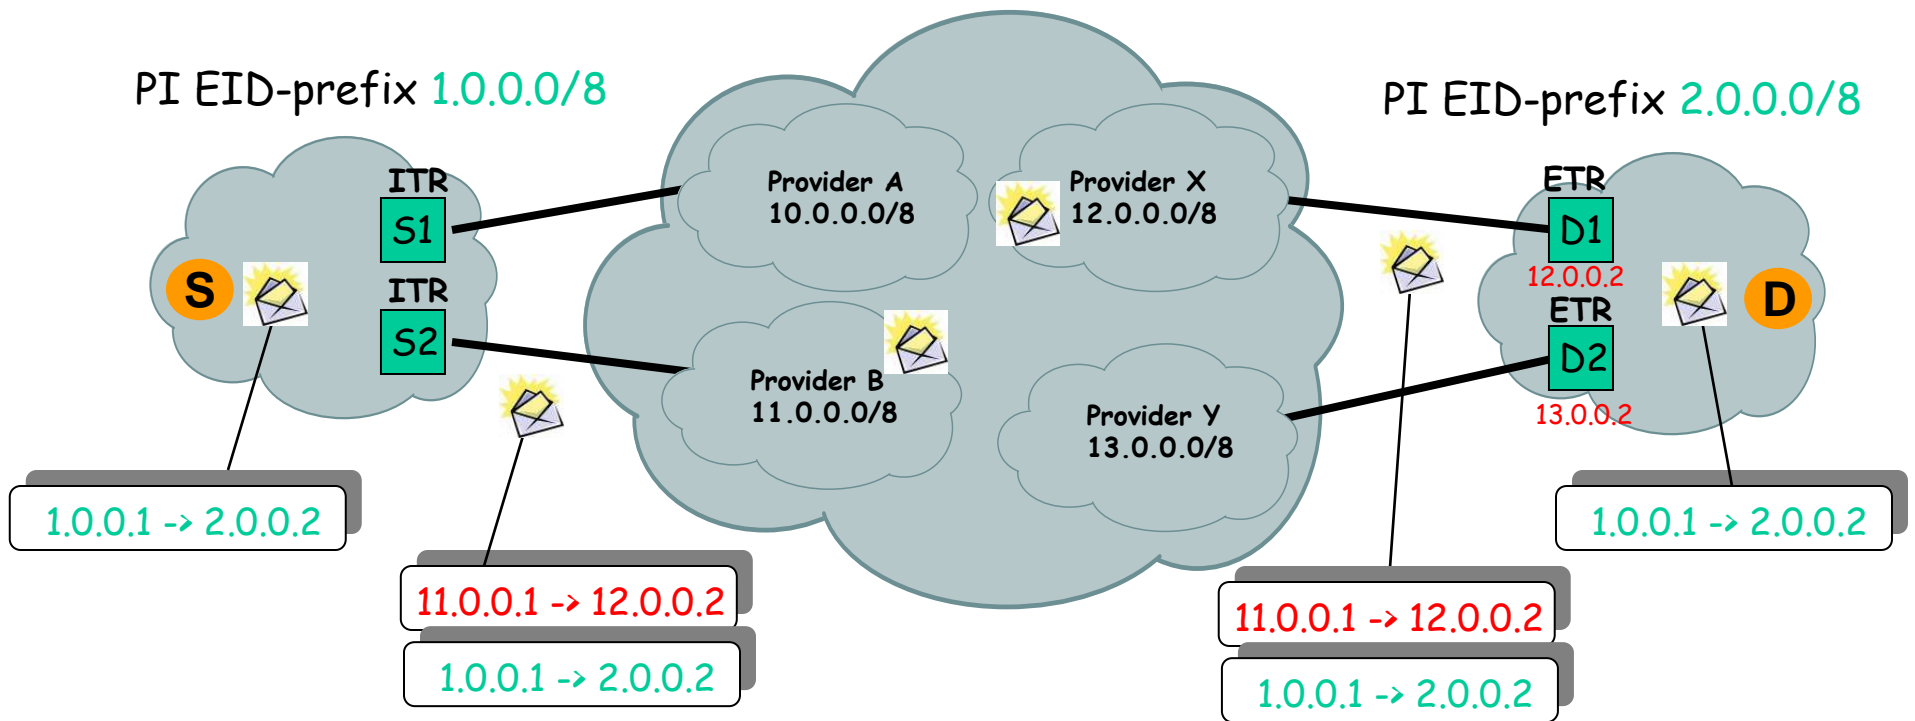 PI EID-prefix 1.0.0.0/8
PI EID-prefix 2.0.0.0/8
ITR
S1
ITR
S2
S
Provider A
10.0.0.0/8
Provider X
12.0.0.0/8
Provider B
11.0.0.0/8
Provider Y
13.0.0.0/8
ETR
D1
12.0.0.2
ETR
D2
13.0.0.2
D
1.0.0.1 -> 2.0.0.2
11.0.0.1 -> 12.0.0.2
1.0.0.1 -> 2.0.0.2
11.0.0.1 -> 12.0.0.2
1.0.0.1 -> 2.0.0.2
1.0.0.1 -> 2.0.0.2